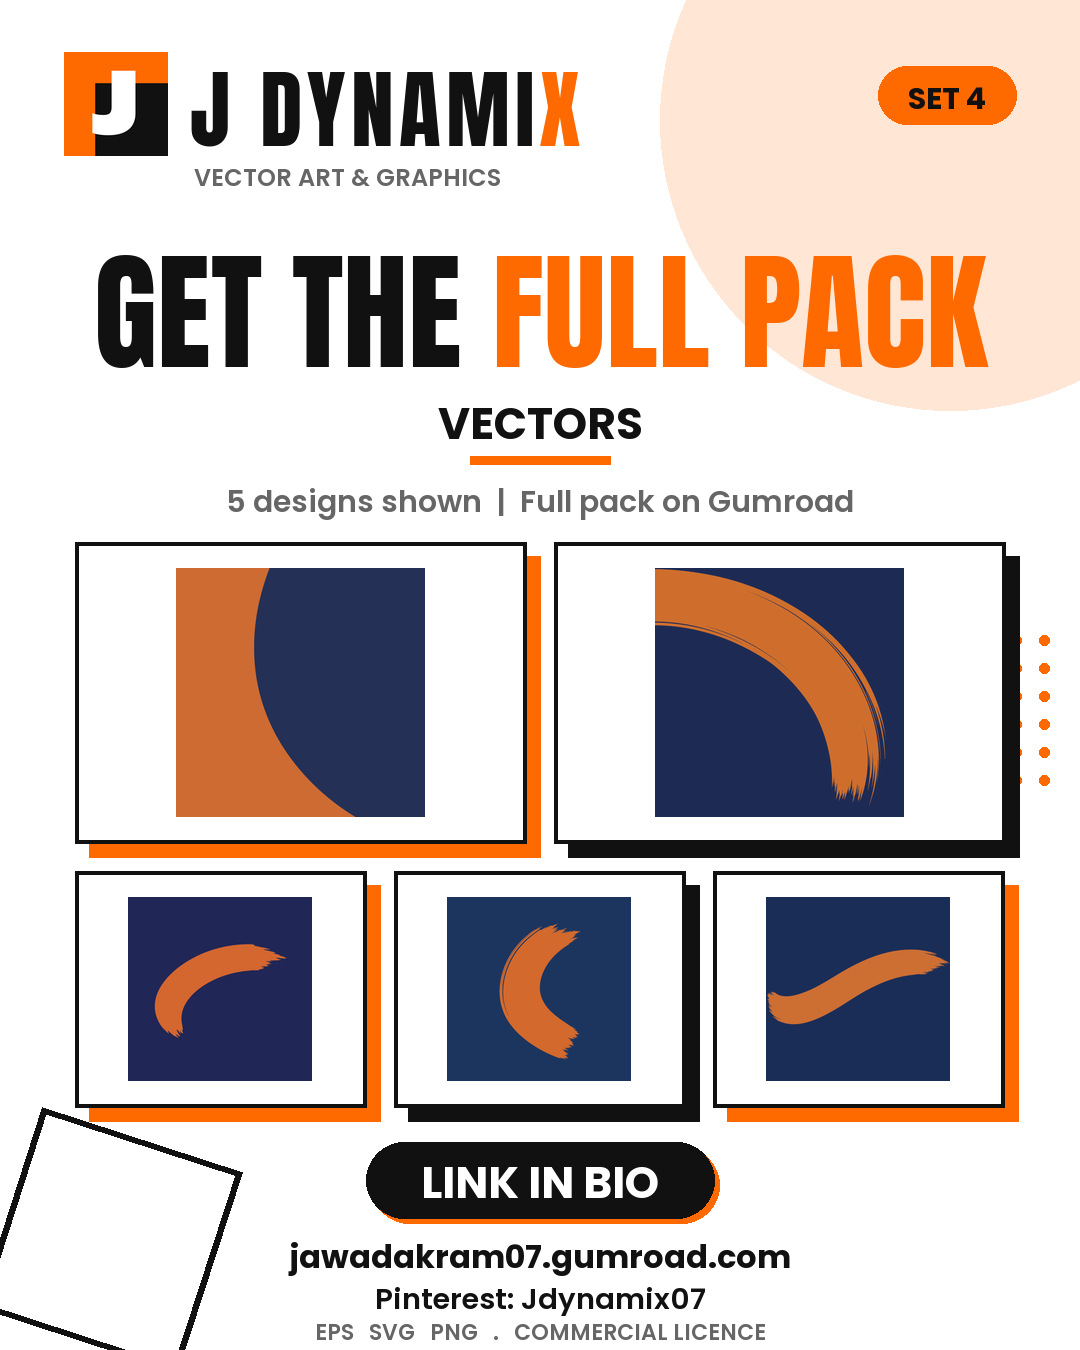 J
J DYNAMIX
SET 4
VECTOR ART & GRAPHICS
GET THE FULL PACK
VECTORS
5 designs shown | Full pack on Gumroad
LINK IN BIO
jawadakram07.gumroad.com
Pinterest: Jdynamix07
EPS SVG PNG . COMMERCIAL LICENCE